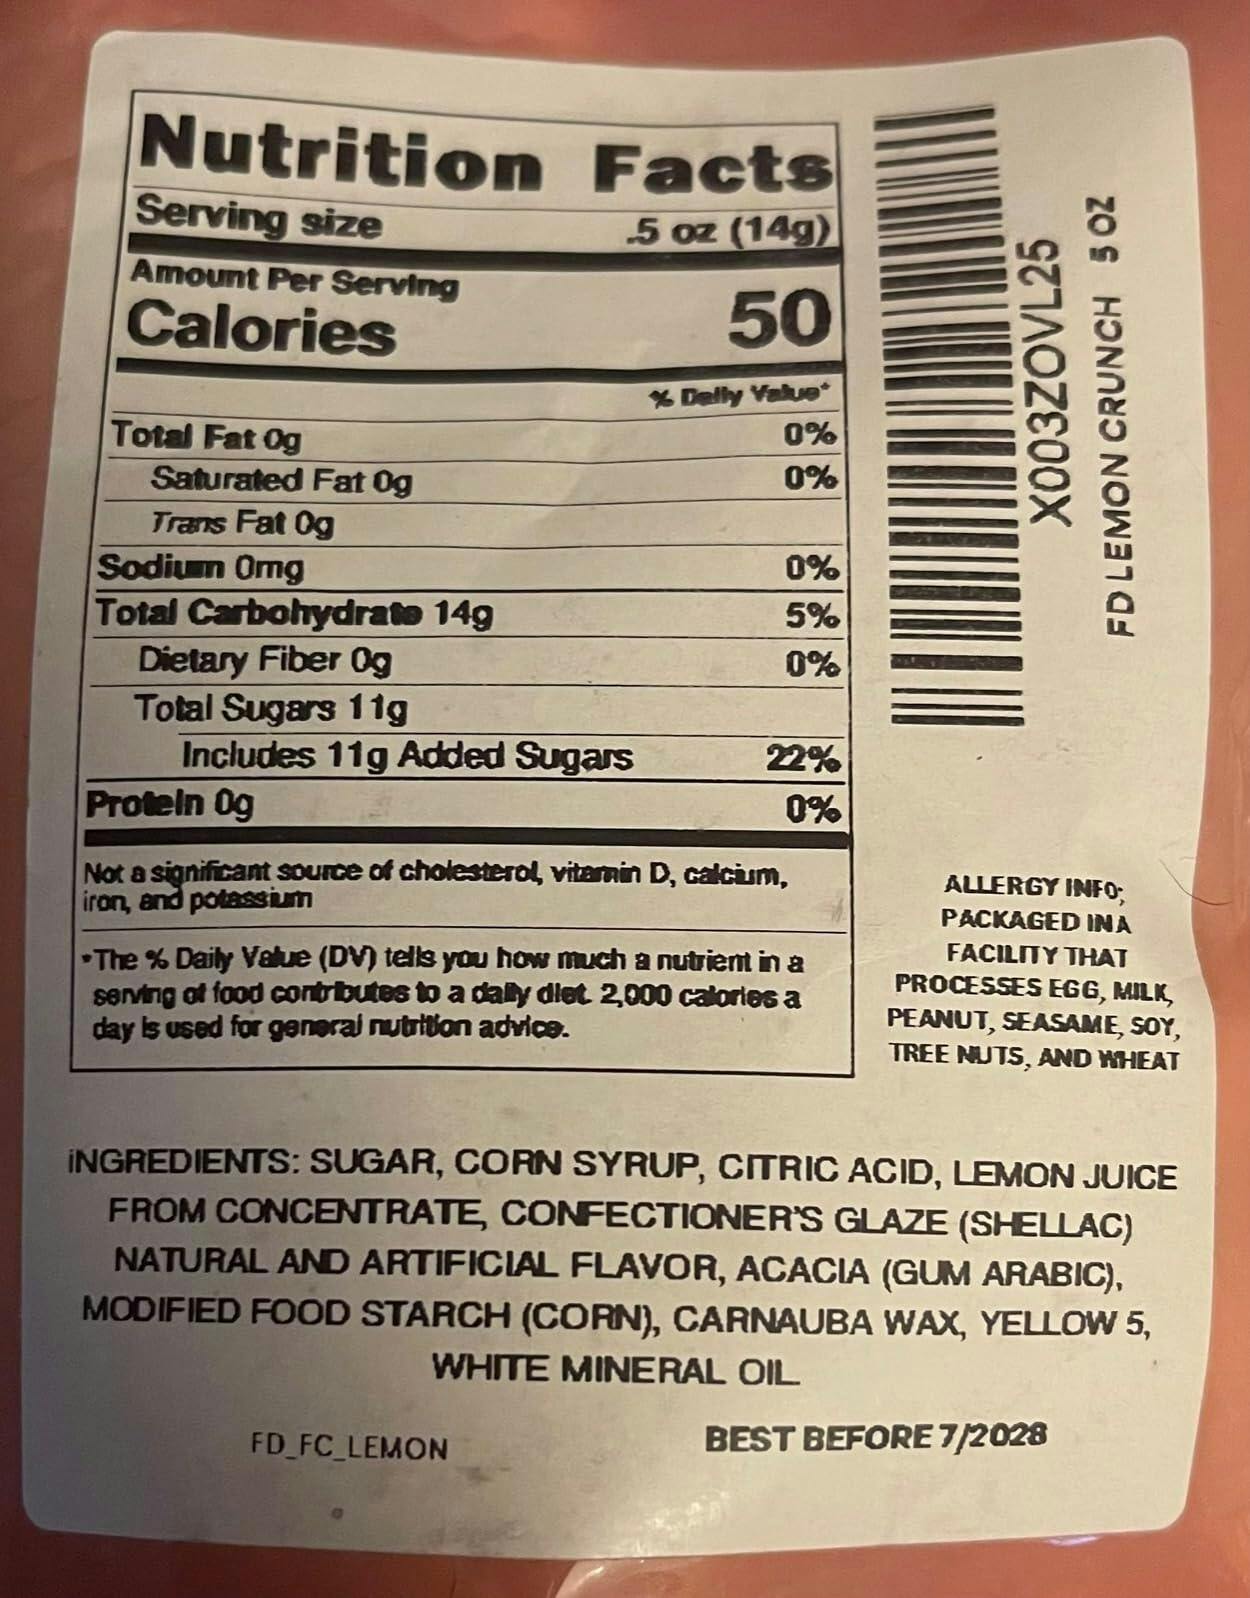 Nutrition Facts
Serving size .5 oz (14g)
Amount Per Serving
Calories 50
% Daily Value*
Total Fat 0g 0%
Saturated Fat 0g 0%
Trans Fat 0g
Sodium 0mg 0%
Total Carbohydrate 14g 5%
Dietary Fiber 0g 0%
Total Sugars 11g
Includes 11g Added Sugars 22%
Protein 0g 0%
Not a significant source of cholesterol, vitamin D, calcium,
iron, and potassium
*The % Daily Value (DV) tells you how much a nutrient in a
serving of food contributes to a daily diet. 2,000 calories a
day is used for general nutrition advice.
X003ZOVL25
FD LEMON CRUNCH 5 OZ
ALLERGY INFO;
PACKAGED IN A
FACILITY THAT
PROCESSES EGG, MILK,
PEANUT, SEASAME, SOY,
TREE NUTS, AND WHEAT
iNGREDIENTS: SUGAR, CORN SYRUP, CITRIC ACID, LEMON JUICE
FROM CONCENTRATE, CONFECTIONER'S GLAZE (SHELLAC)
NATURAL AND ARTIFICIAL FLAVOR, ACACIA (GUM ARABIC),
MODIFIED FOOD STARCH (CORN), CARNAUBA WAX, YELLOW 5,
WHITE MINERAL OIL
FD_FC_LEMON
BEST BEFORE 7/2028